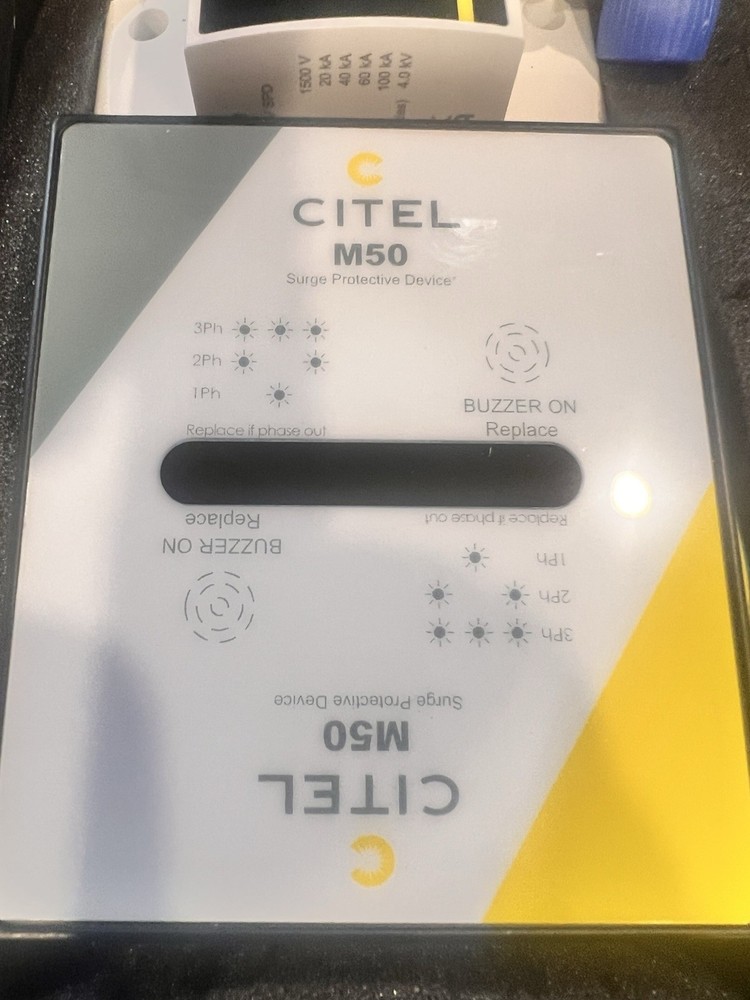 1500 V
20 kA
40 kA
60 kA
100 kA
4.0 kV
SPD
CITEL
M50
Surge Protective Device
3Ph
2Ph
1Ph
Replace if phase out
BUZZER ON
Replace
Replace if phase out
1Ph
2Ph
3Ph
Replace
BUZZER ON
Surge Protective Device
M50
CITEL